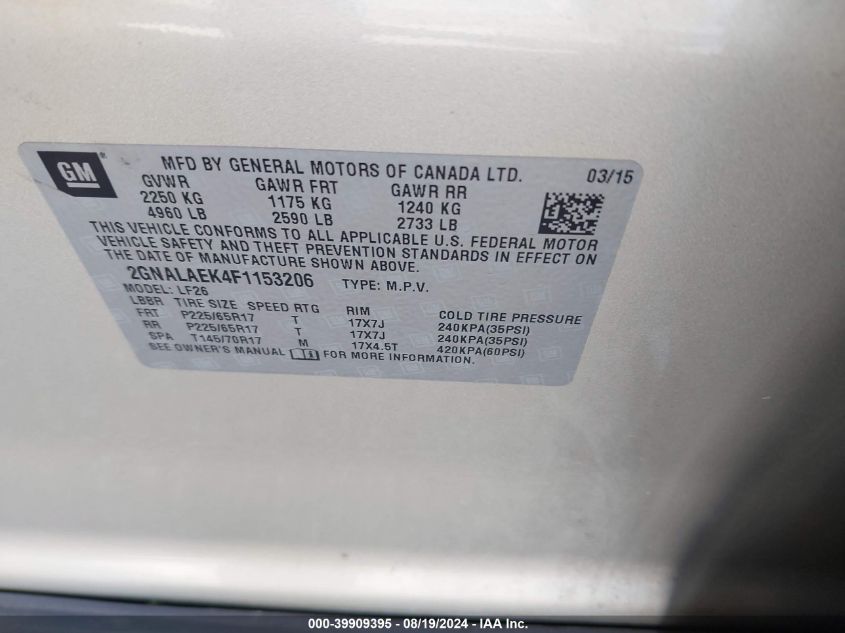 GM ®
MFD BY GENERAL MOTORS OF CANADA LTD. 03/15
GVWR GAWR FRT GAWR RR
2250 KG 1175 KG 1240 KG
4960 LB 2590 LB 2733 LB
THIS VEHICLE CONFORMS TO ALL APPLICABLE U.S. FEDERAL MOTOR
VEHICLE SAFETY AND THEFT PREVENTION STANDARDS IN EFFECT ON
THE DATE OF MANUFACTURE SHOWN ABOVE.
2GNALAEK4F1153206 TYPE: M.P.V.
MODEL: LF26
LBBR TIRE SIZE SPEED RTG RIM COLD TIRE PRESSURE
FRT P225/65R17 T 17X7J 240KPA(35PSI)
RR P225/65R17 T 17X7J 240KPA(35PSI)
SPA T145/70R17 M 17X4.5T 420KPA(60PSI)
SEE OWNER'S MANUAL FOR MORE INFORMATION.
000-39909395 - 08/19/2024 - IAA Inc.